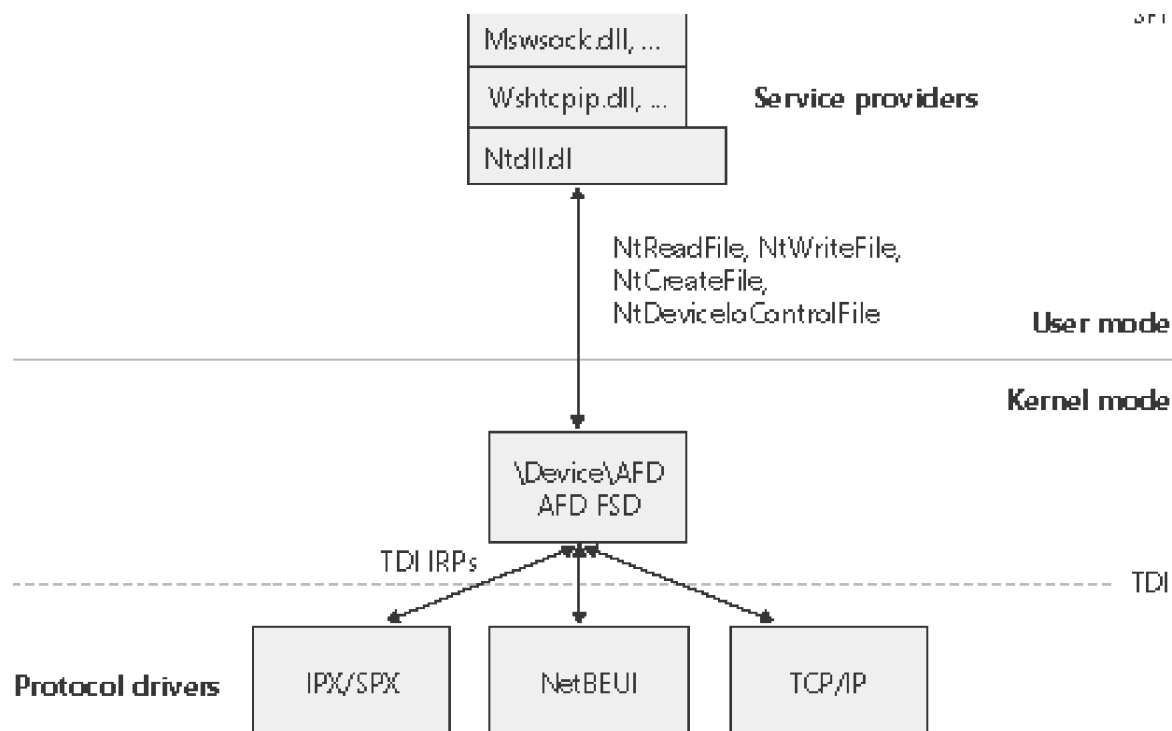 Mswsock.dll, ...
Wshtcpip.dll, ...
Service providers
Ntdll.dl
NtReadFile, NtWriteFile,
NtCreateFile,
NtDeviceIoControlFile
User mode
Kernel mode
\Device\AFD
AFD FSD
TDI IRPs
TDI
Protocol drivers
IPX/SPX
NetBEUI
TCP/IP